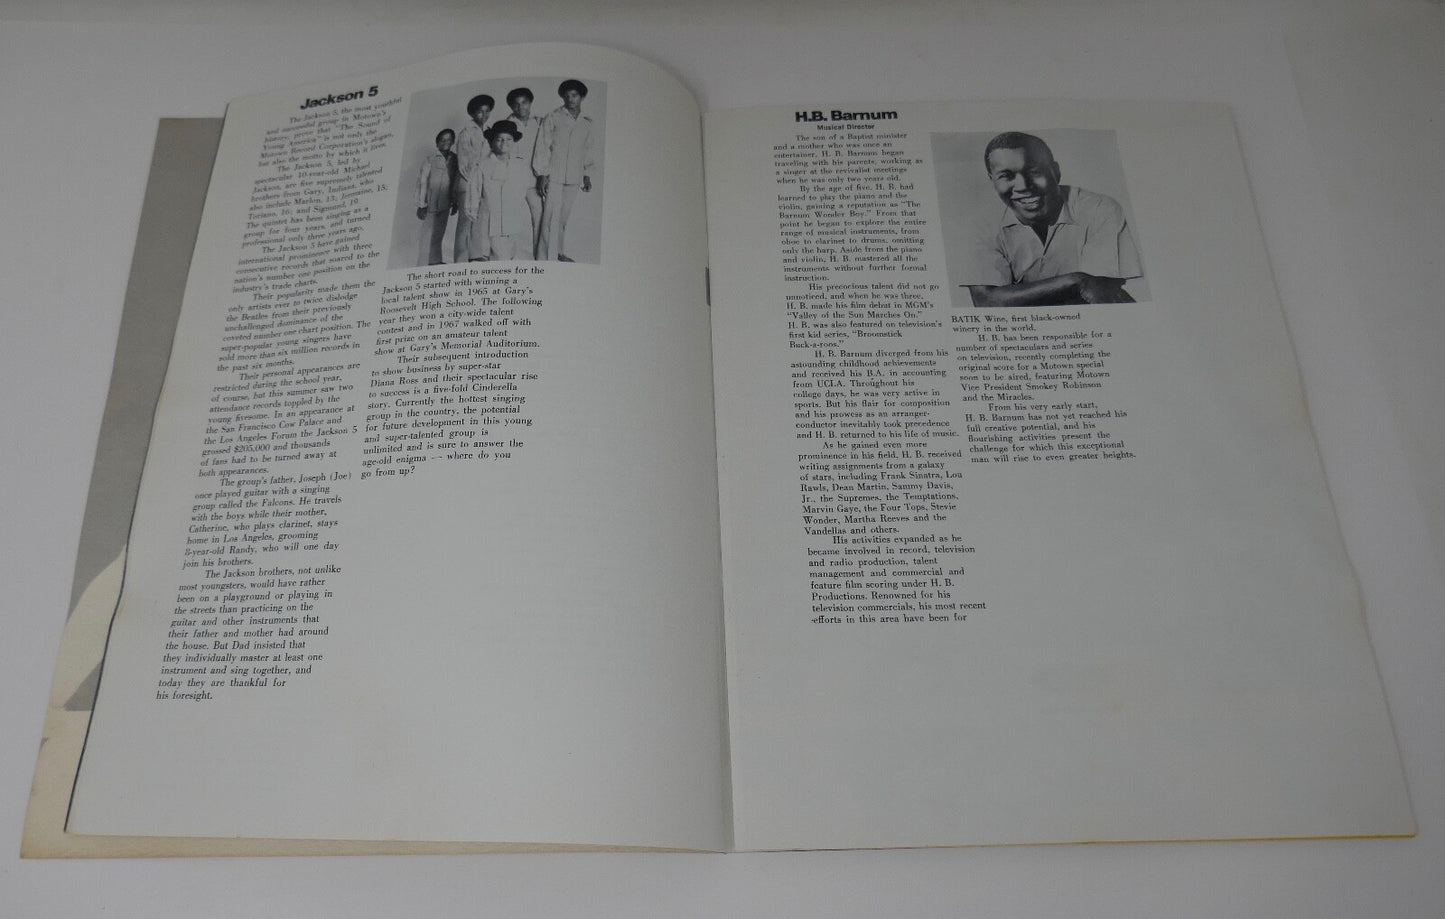 Jackson 5
The Jackson 5, the most youthful
and successful group in Motown's
history, prove that "The Sound of
Young America" is not only the
Motown Record Corporation's slogan,
but also the motto by which it lives.
The Jackson 5, led by
spectacular 10-year-old Michael
Jackson, are five supremely talented
brothers from Gary, Indiana, who
also include Marlon, 13; Jermaine, 15;
Toriano, 16; and Sigmund, 19.
The quintet has been singing as a
group for four years, and turned
professional only three years ago.
The Jackson 5 have gained
international prominence with three
consecutive records that soared to the
nation's number one position on the
industry's trade charts.
Their popularity made them the
only artists ever to twice dislodge
the Beatles from their previously
unchallenged dominance of the
coveted number one chart position. The
super-popular young singers have
sold more than six million records in
the past six months.
Their personal appearances are
restricted during the school year,
of course, but this summer saw two
attendance records toppled by the
young fivesome. In an appearance at
the San Francisco Cow Palace and
the Los Angeles Forum the Jackson 5
grossed $205,000 and thousands
of fans had to be turned away at
both appearances.
The group's father, Joseph (Joe)
once played guitar with a singing
group called the Falcons. He travels
with the boys while their mother,
Catherine, who plays clarinet, stays
home in Los Angeles, grooming
8-year-old Randy, who will one day
join his brothers.
The Jackson brothers, not unlike
most youngsters, would have rather
been on a playground or playing in
the streets than practicing on the
guitar and other instruments that
their father and mother had around
the house. But Dad insisted that
they individually master at least one
instrument and sing together, and
today they are thankful for
his foresight.
The short road to success for the
Jackson 5 started with winning a
local talent show in 1965 at Gary's
Roosevelt High School. The following
year they won a city-wide talent
contest and in 1967 walked off with
first prize on an amateur talent
show at Gary's Memorial Auditorium.
Their subsequent introduction
to show business by super-star
Diana Ross and their spectacular rise
to success is a five-fold Cinderella
story. Currently the hottest singing
group in the country, the potential
for future development in this young
and super-talented group is
unlimited and is sure to answer the
age-old enigma — where do you
go from up?
H.B. Barnum
Musical Director
The son of a Baptist minister
and a mother who was once an
entertainer, H. B. Barnum began
traveling with his parents, working as
a singer at the revivalist meetings
when he was only two years old.
By the age of five, H. B. had
learned to play the piano and the
violin, gaining a reputation as "The
Barnum Wonder Boy." From that
point he began to explore the entire
range of musical instruments, from
oboe to clarinet to drums, omitting
only the harp. Aside from the piano
and violin, H. B. mastered all the
instruments without further formal
instruction.
His precocious talent did not go
unnoticed, and when he was three,
H. B. made his film debut in MGM's
"Valley of the Sun Marches On."
H. B. was also featured on television's
first kid series, "Broomstick
Buck-a-roos."
H. B. Barnum diverged from his
astounding childhood achievements
and received his B.A. in accounting
from UCLA. Throughout his
college days, he was very active in
sports. But his flair for composition
and his prowess as an arranger-
conductor inevitably took precedence
and H. B. returned to his life of music.
As he gained even more
prominence in his field, H. B. received
writing assignments from a galaxy
of stars, including Frank Sinatra, Lou
Rawls, Dean Martin, Sammy Davis,
Jr., the Supremes, the Temptations,
Marvin Gaye, the Four Tops, Stevie
Wonder, Martha Reeves and the
Vandellas and others.
His activities expanded as he
became involved in record, television
and radio production, talent
management and commercial and
feature film scoring under H. B.
Productions. Renowned for his
television commercials, his most recent
efforts in this area have been for
BATIK Wine, first black-owned
winery in the world.
H. B. has been responsible for a
number of spectaculars and series
on television, recently completing the
original score for a Motown special
soon to be aired, featuring Motown
Vice President Smokey Robinson
and the Miracles.
From his very early start,
H. B. Barnum has not yet reached his
full creative potential, and his
flourishing activities present the
challenge for which this exceptional
man will rise to even greater heights.